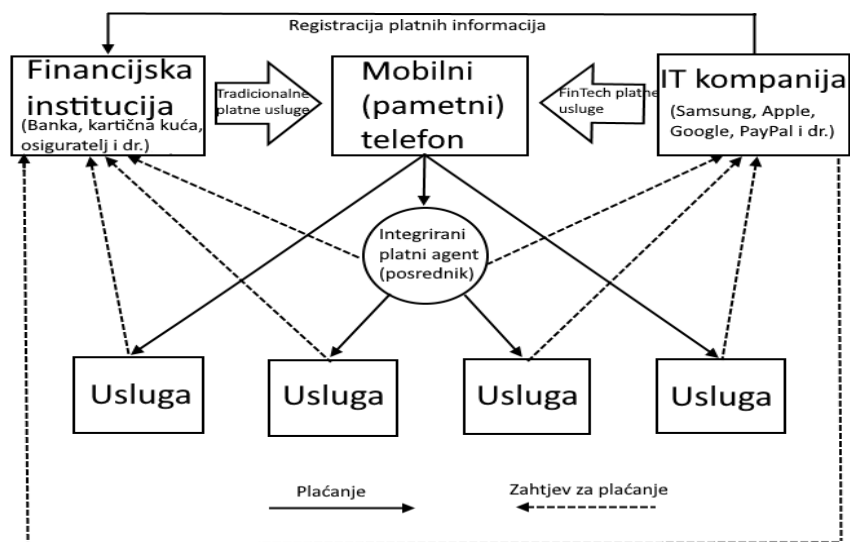 Registracija platnih informacija
Financijska
institucija
(Banka, kartična kuća,
osiguratelj i dr.)
Tradicionalne
platne usluge
Mobilni
(pametni)
telefon
FinTech platne
usluge
IT kompanija
(Samsung, Apple,
Google, PayPal i dr.)
Integrirani
platni agent
(posrednik)
Usluga
Usluga
Usluga
Usluga
Plaćanje
Zahtjev za plaćanje